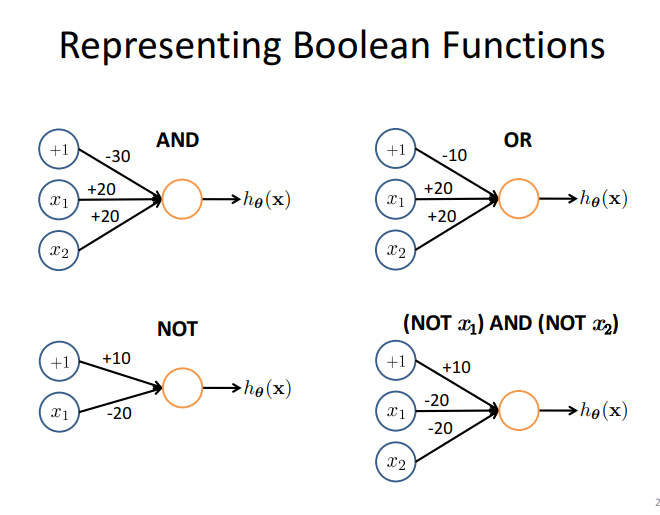 Representing Boolean Functions
AND
+1
-30
x₁
+20
hθ(x)
+20
x₂
OR
+1
-10
x₁
+20
hθ(x)
+20
x₂
NOT
+1
+10
hθ(x)
x₁
-20
(NOT x₁) AND (NOT x₂)
+1
+10
x₁
-20
hθ(x)
-20
x₂
2